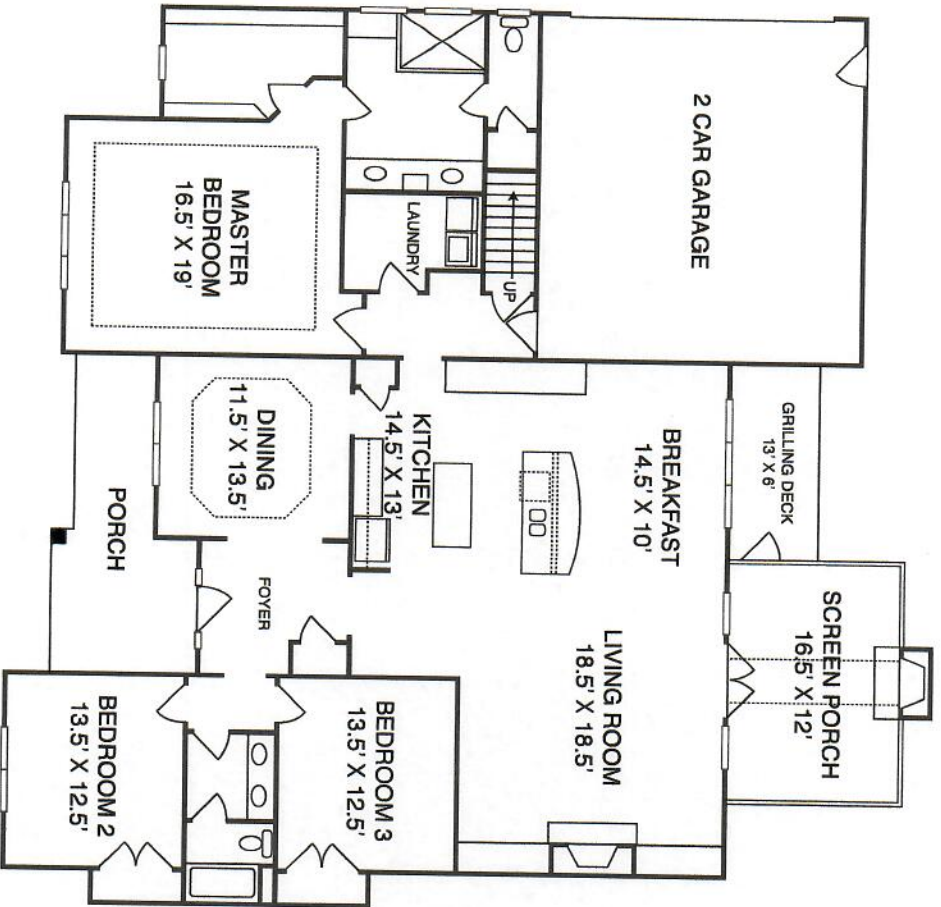 SCREEN PORCH
16.5' X 12'
GRILLING DECK
13' X 6'
2 CAR GARAGE
BREAKFAST
14.5' X 10'
LIVING ROOM
18.5' X 18.5'
UP
KITCHEN
14.5' X 13'
LAUNDRY
BEDROOM 3
13.5' X 12.5'
MASTER
BEDROOM
16.5' X 19'
DINING
11.5' X 13.5'
FOYER
PORCH
BEDROOM 2
13.5' X 12.5'